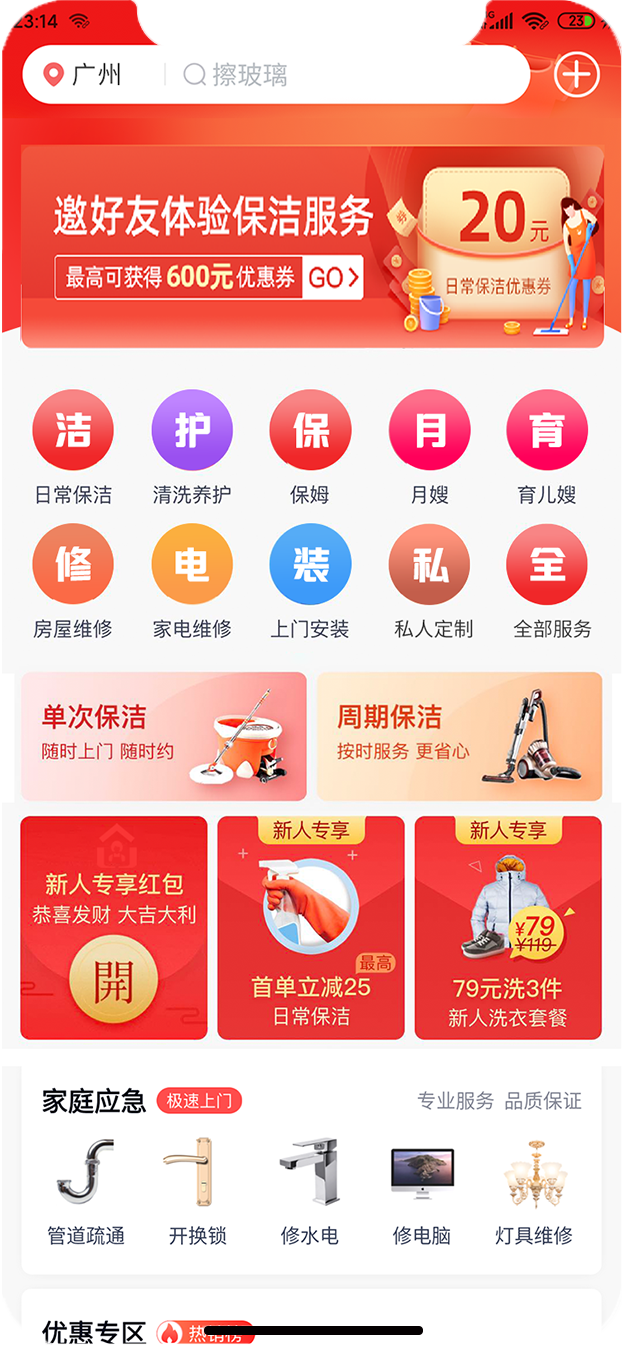 23:14
23
广州
擦玻璃
邀好友体验保洁服务
最高可获得600元优惠券 GO
券
20元
日常保洁优惠券
洁 护 保 月 育
日常保洁 清洗养护 保姆 月嫂 育儿嫂
修 电 装 私 全
房屋维修 家电维修 上门安装 私人定制 全部服务
单次保洁
随时上门 随时约
周期保洁
按时服务 更省心
新人专享红包
恭喜发财 大吉大利
開
新人专享
最高
首单立减25
日常保洁
新人专享
¥79
¥119
79元洗3件
新人洗衣套餐
家庭应急 极速上门 专业服务 品质保证
管道疏通 开换锁 修水电 修电脑 灯具维修
优惠专区 热销榜